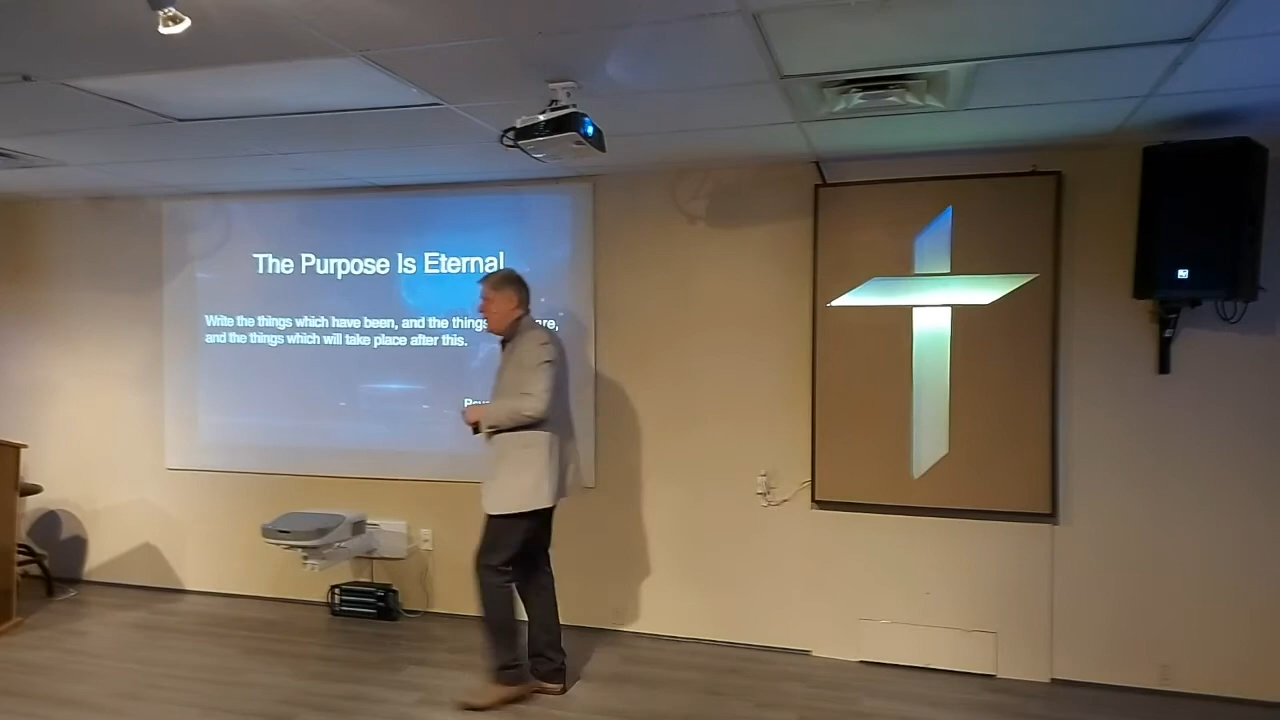 The Purpose Is Eternal
Write the things which have been, and the things are,
and the things which will take place after this.